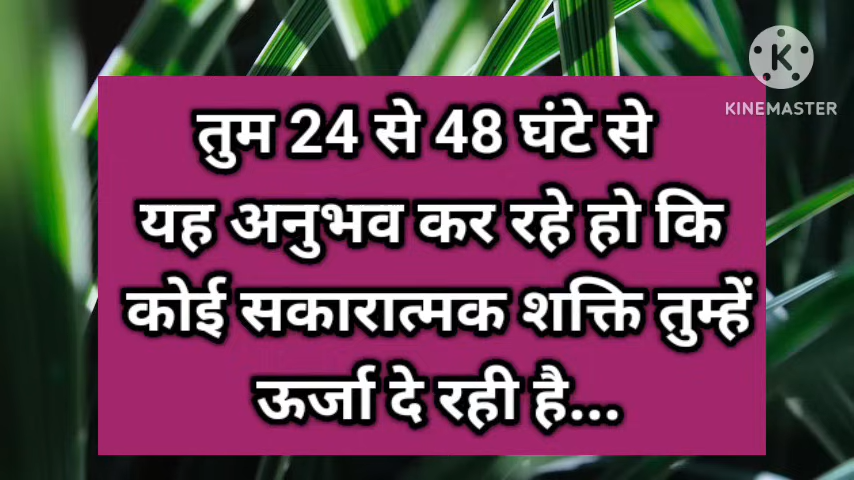 KINEMASTER
तुम 24 से 48 घंटे से
यह अनुभव कर रहे हो कि
कोई सकारात्मक शक्ति तुम्हें
ऊर्जा दे रही है...